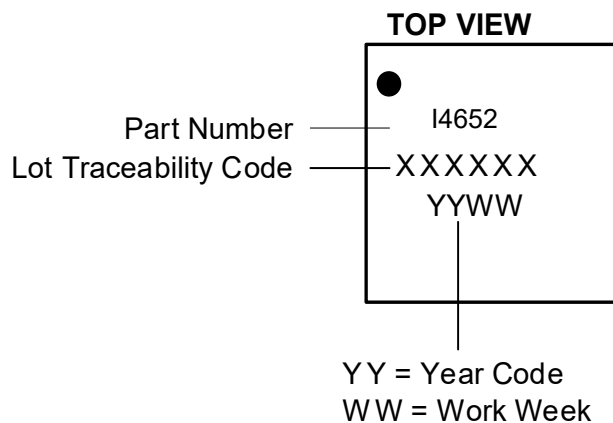 TOP VIEW
Part Number
I4652
Lot Traceability Code
XXXXXX
YYWW
YY = Year Code
WW = Work Week